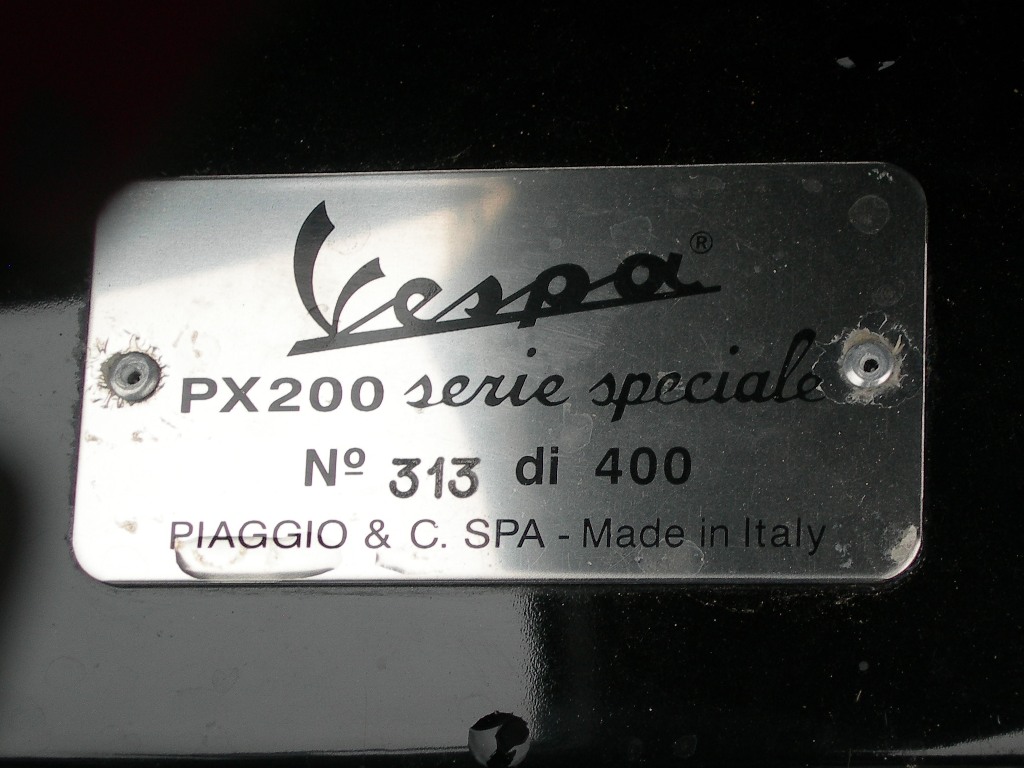 Vespa®
PX200 serie speciale
Nº 313 di 400
PIAGGIO & C. SPA - Made in Italy